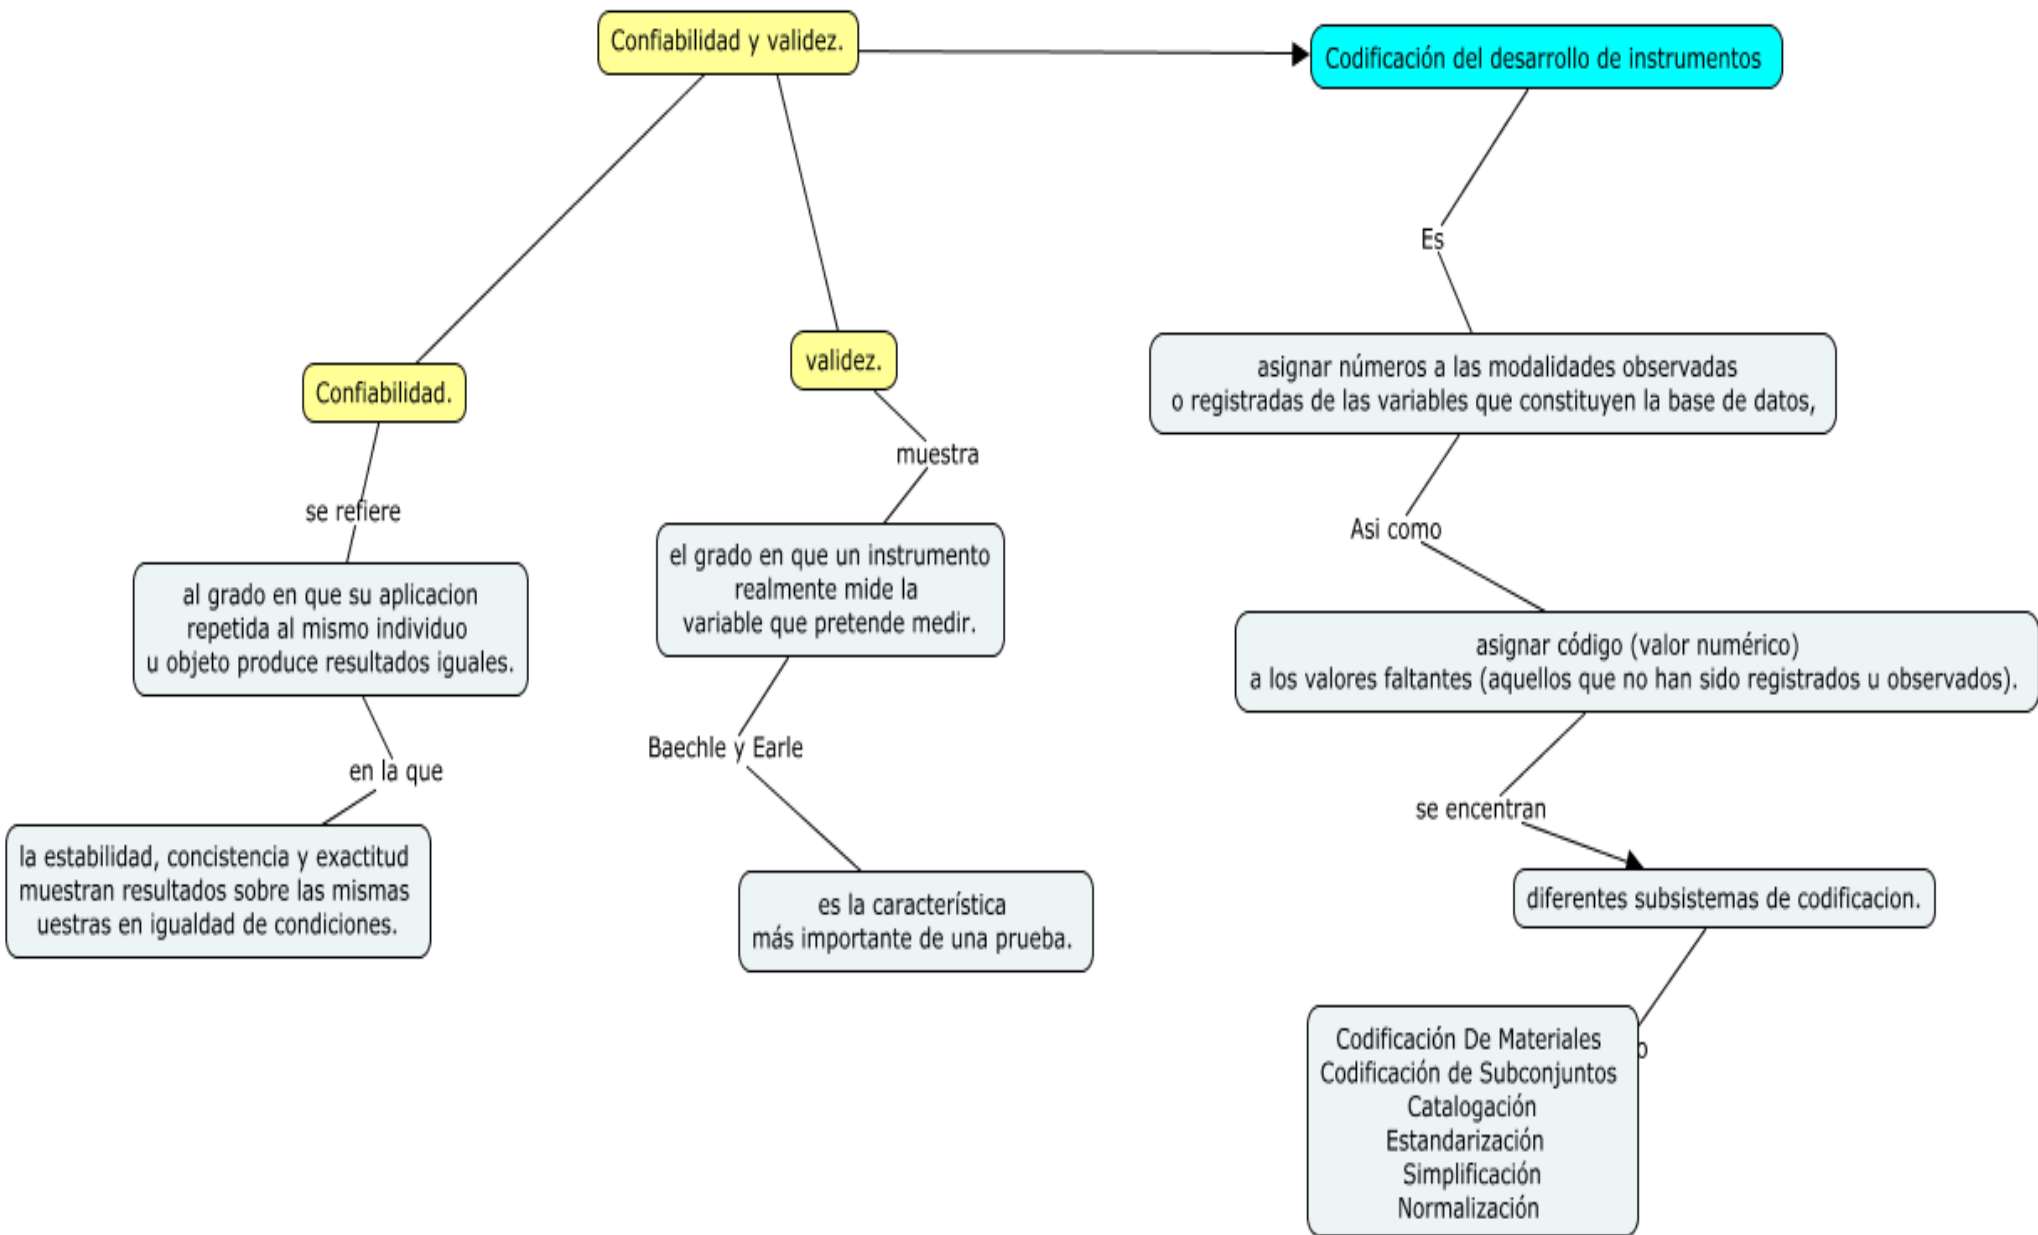 Confiabilidad y validez.
Codificación del desarrollo de instrumentos
Confiabilidad.
se refiere
al grado en que su aplicacion
repetida al mismo individuo
u objeto produce resultados iguales.
en la que
la estabilidad, concistencia y exactitud
muestran resultados sobre las mismas
uestras en igualdad de condiciones.
validez.
muestra
el grado en que un instrumento
realmente mide la
variable que pretende medir.
Baechle y Earle
es la característica
más importante de una prueba.
Es
asignar números a las modalidades observadas
o registradas de las variables que constituyen la base de datos,
Asi como
asignar código (valor numérico)
a los valores faltantes (aquellos que no han sido registrados u observados).
se encentran
diferentes subsistemas de codificacion.
Codificación De Materiales
Codificación de Subconjuntos
Catalogación
Estandarización
Simplificación
Normalización